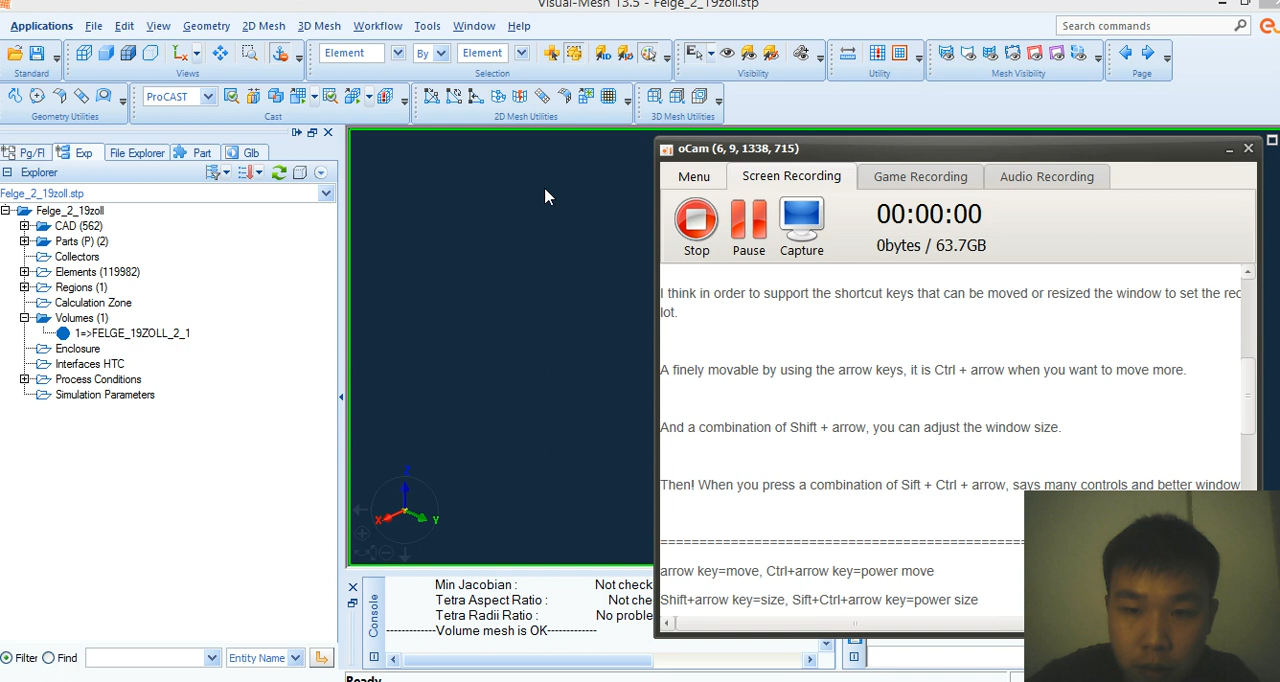 Visual-Mesh 13.5 - Felge_2_19zoll.stp
Applications File Edit View Geometry 2D Mesh 3D Mesh Workflow Tools Window Help
Search commands
Element By Element
Standard Views Selection Visibility Utility Mesh Visibility Page
ProCAST
Geometry Utilities Cast 2D Mesh Utilities 3D Mesh Utilities
Pg/Fl Exp File Explorer Part Glb
Explorer
Felge_2_19zoll.stp
Felge_2_19zoll
CAD (562)
Parts (P) (2)
Collectors
Elements (119982)
Regions (1)
Calculation Zone
Volumes (1)
1=>FELGE_19ZOLL_2_1
Enclosure
Interfaces HTC
Process Conditions
Simulation Parameters
Filter Find Entity Name
X Y Z
oCam (6, 9, 1338, 715)
Menu Screen Recording Game Recording Audio Recording
Stop Pause Capture
00:00:00
0bytes / 63.7GB
I think in order to support the shortcut keys that can be moved or resized the window to set the rec
lot.
A finely movable by using the arrow keys, it is Ctrl + arrow when you want to move more.
And a combination of Shift + arrow, you can adjust the window size.
Then! When you press a combination of Sift + Ctrl + arrow, says many controls and better window
==========================================
arrow key=move, Ctrl+arrow key=power move
Shift+arrow key=size, Sift+Ctrl+arrow key=power size
Console
Min Jacobian : Not check
Tetra Aspect Ratio : Not che
Tetra Radii Ratio : No proble
-------------Volume mesh is OK-------------
Ready